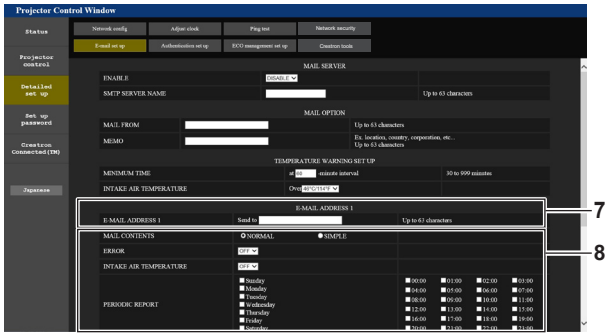 Projector Control Window
Status
Projector
control
Detailed
set up
Set up
password
Crestron
Connected(TM)
Japanese
Network config Adjust clock Ping test Network security
E-mail set up Authentication set up ECO management set up Crestron tools
MAIL SERVER
ENABLE DISABLE
SMTP SERVER NAME Up to 63 characters
MAIL OPTION
MAIL FROM Up to 63 characters
MEMO Ex. location, country, corporation, etc...
Up to 63 characters
TEMPERATURE WARNING SET UP
MINIMUM TIME at 60 -minute interval 30 to 999 minutes
INTAKE AIR TEMPERATURE Over
E-MAIL ADDRESS 1
E-MAIL ADDRESS 1 Send to Up to 63 characters
7
MAIL CONTENTS NORMAL SIMPLE
ERROR OFF
8
INTAKE AIR TEMPERATURE OFF
PERIODIC REPORT
Sunday
Monday
Tuesday
Wednesday
Thursday
Friday
Saturday
00:00 01:00 02:00 03:00
04:00 05:00 06:00 07:00
08:00 09:00 10:00 11:00
12:00 13:00 14:00 15:00
16:00 17:00 18:00 19:00
20:00 21:00 22:00 23:00